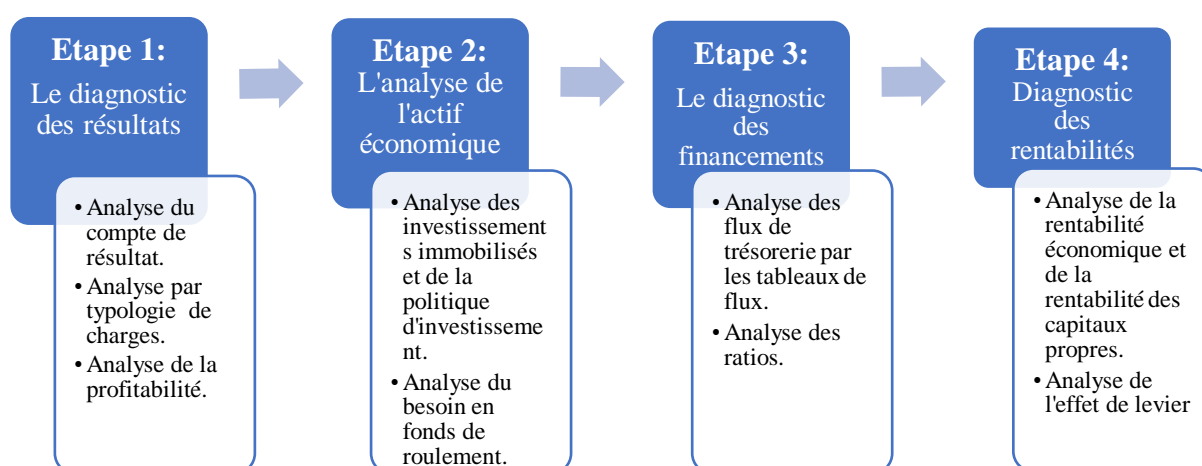 Etape 1:
Le diagnostic
des résultats
• Analyse du
compte de
résultat.
• Analyse par
typologie de
charges.
• Analyse de la
profitabilité.
Etape 2:
L'analyse de
l'actif
économique
• Analyse des
investissement
s immobilisés
et de la
politique
d'investisseme
nt.
• Analyse du
besoin en
fonds de
roulement.
Etape 3:
Le diagnostic
des
financements
• Analyse des
flux de
trésorerie par
les tableaux de
flux.
• Analyse des
ratios.
Etape 4:
Diagnostic
des
rentabilités
• Analyse de la
rentabilité
économique et
de la
rentabilité des
capitaux
propres.
• Analyse de
l'effet de levier